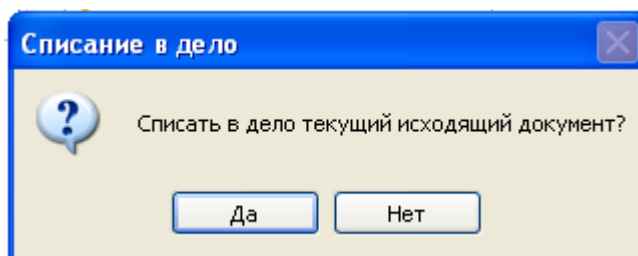 Списание в дело
Списать в дело текущий исходящий документ?
Да
Нет